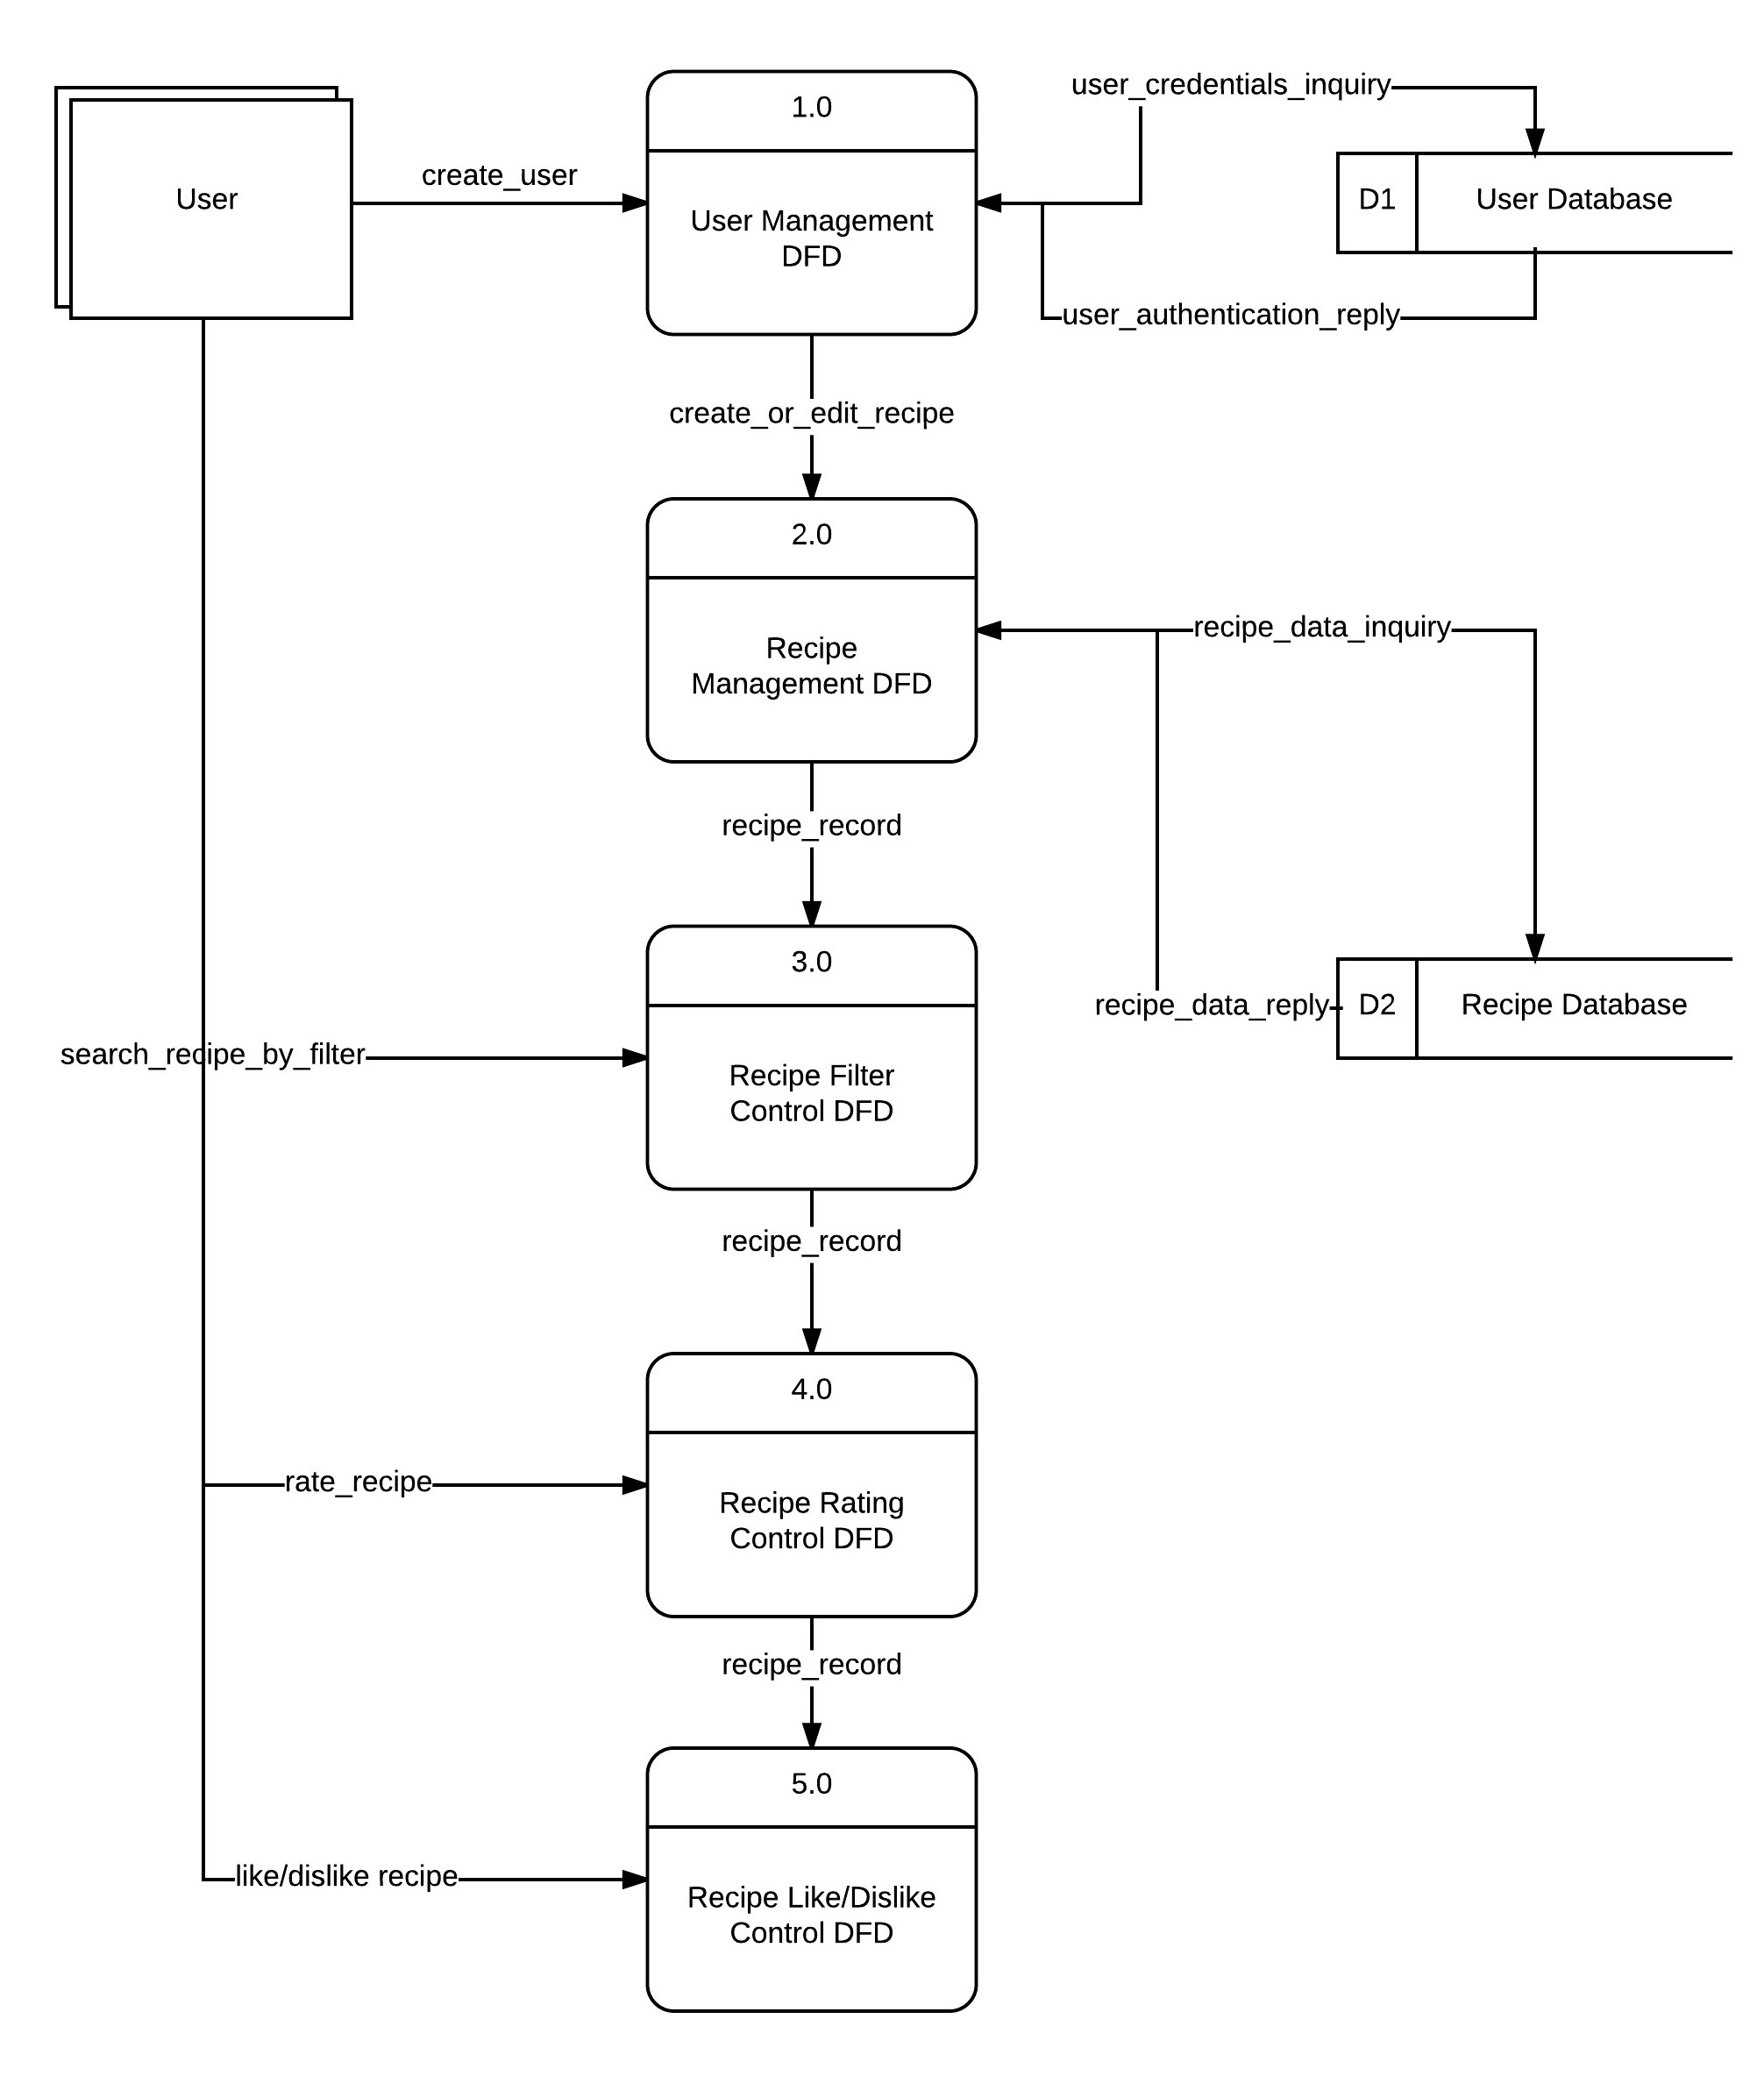 User
create_user
1.0
User Management
DFD
user_credentials_inquiry
D1
User Database
user_authentication_reply
create_or_edit_recipe
2.0
Recipe
Management DFD
recipe_data_inquiry
recipe_record
3.0
Recipe Filter
Control DFD
recipe_data_reply
D2
Recipe Database
search_recipe_by_filter
recipe_record
4.0
Recipe Rating
Control DFD
rate_recipe
recipe_record
5.0
Recipe Like/Dislike
Control DFD
like/dislike recipe